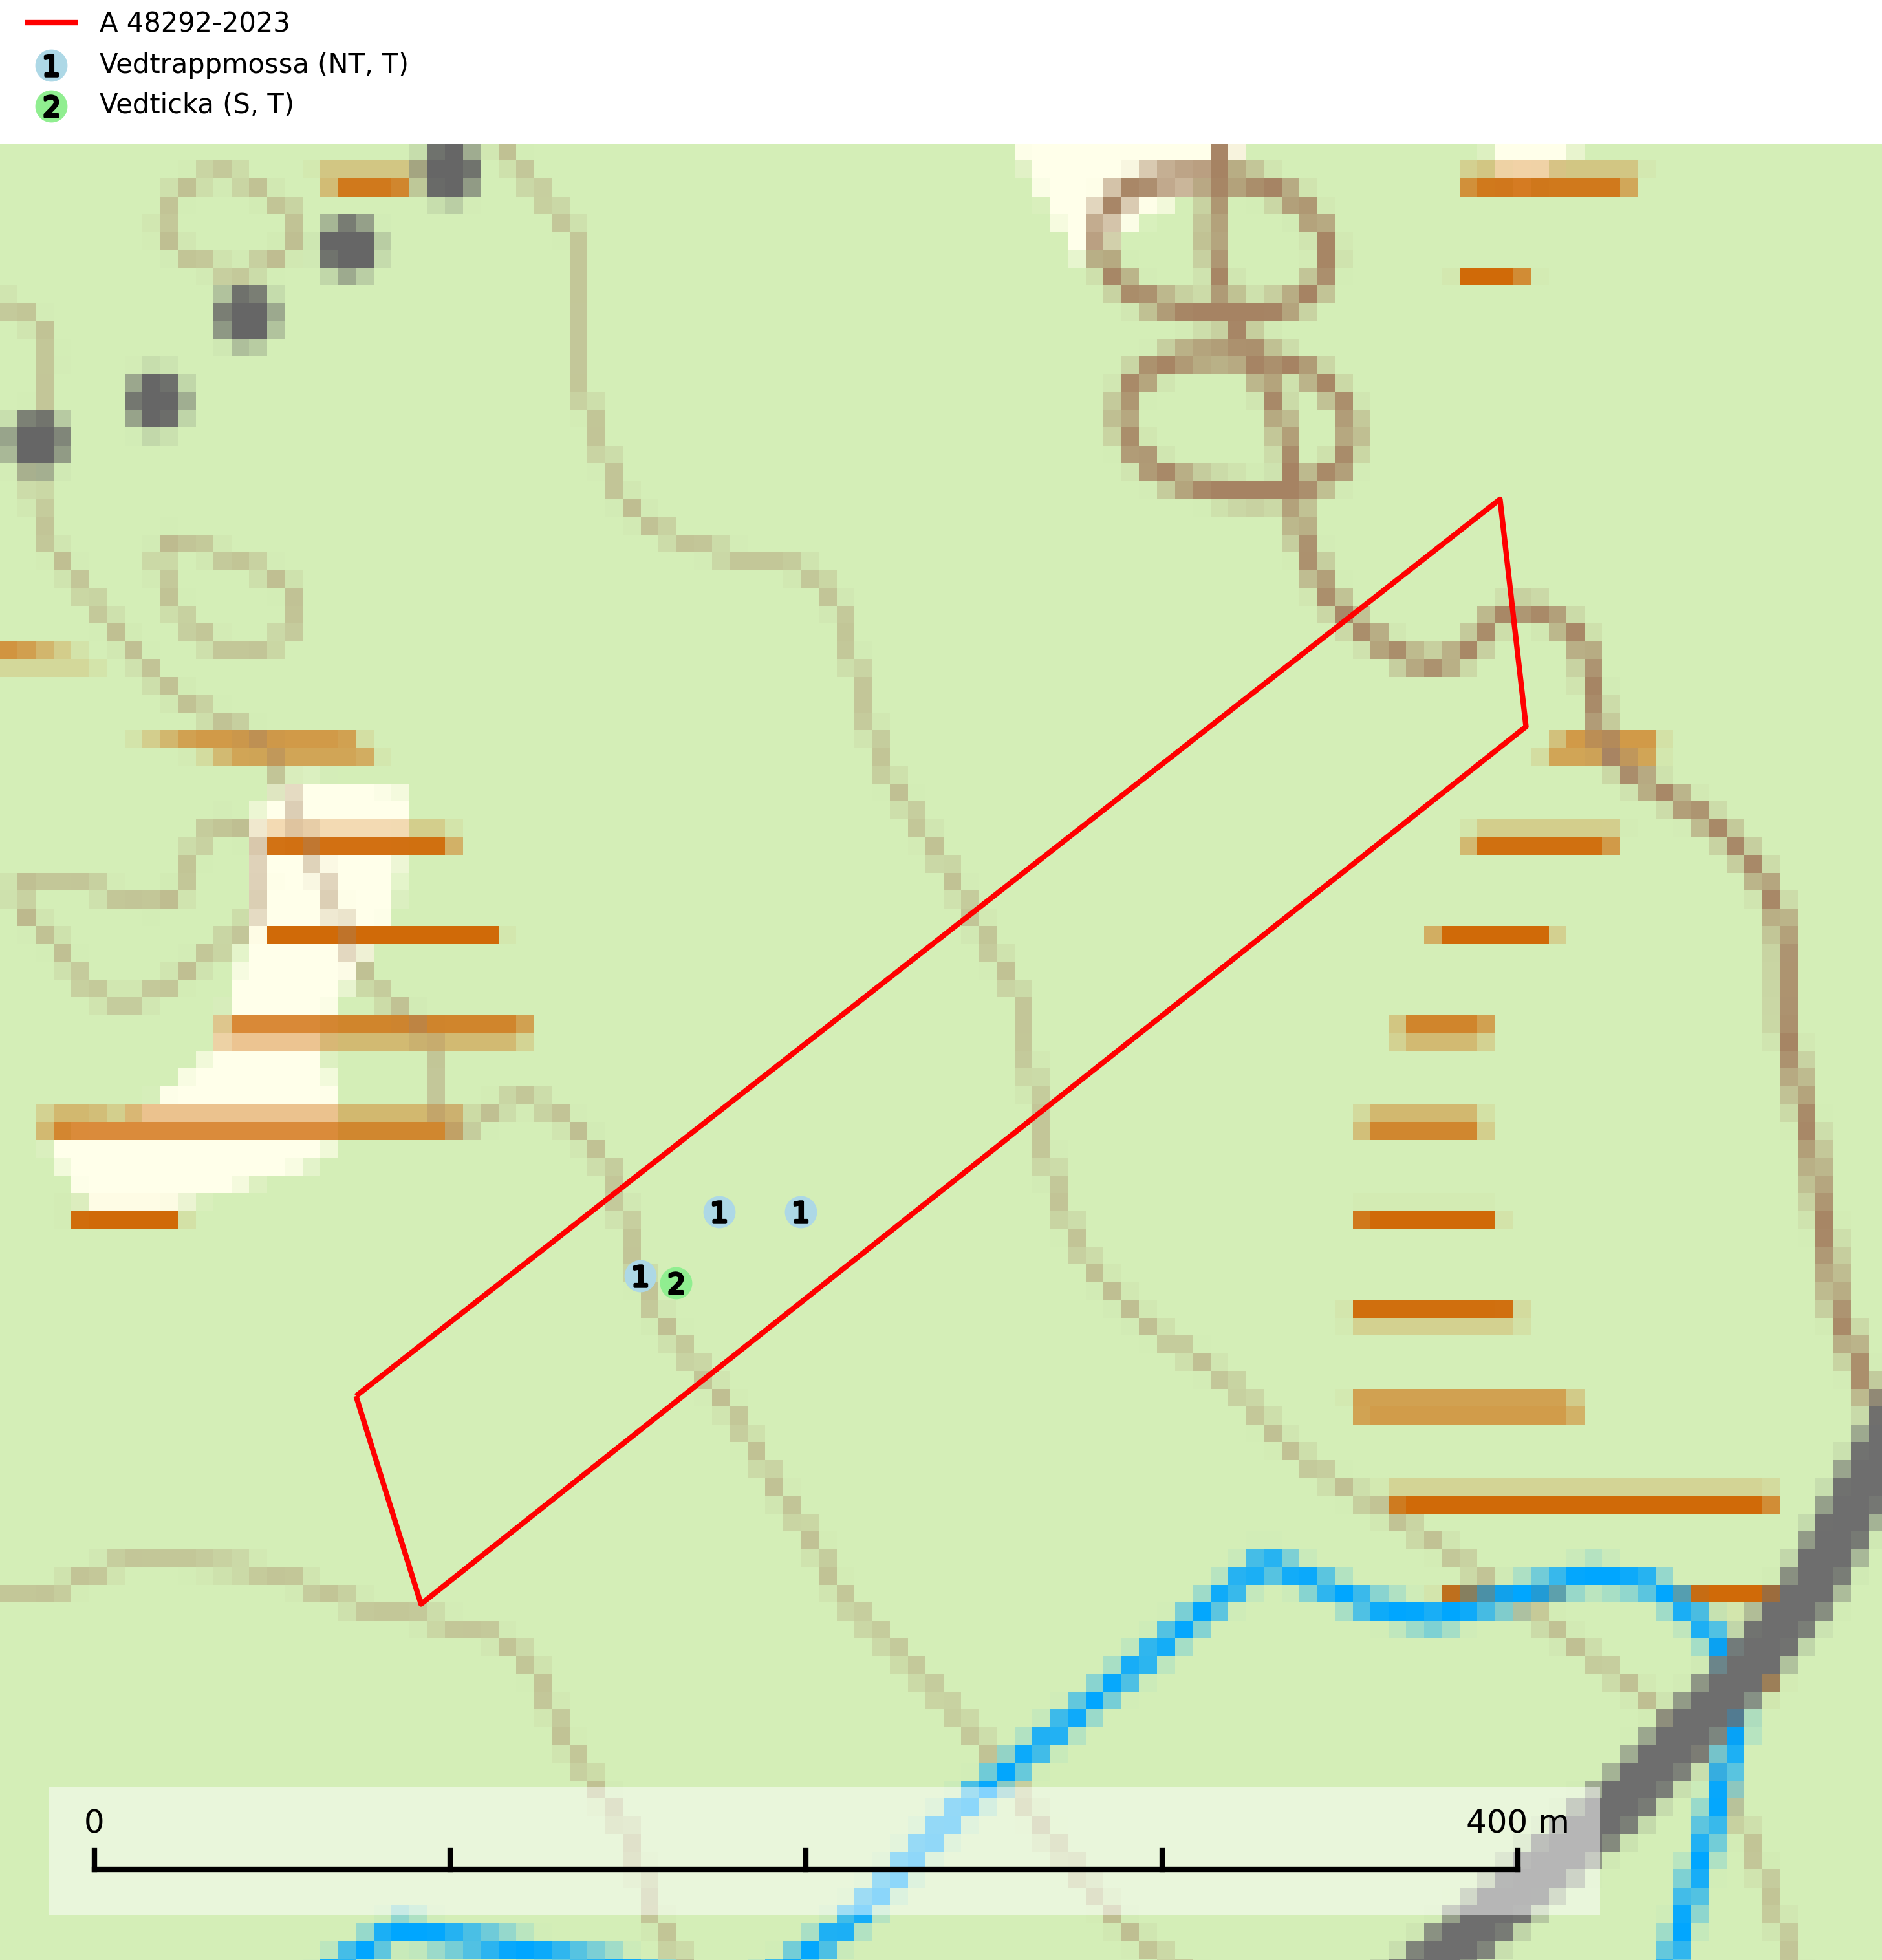 A 48292-2023
1 Vedtrappmossa (NT, T)
2 Vedticka (S, T)
1 1
1 2
0 400 m